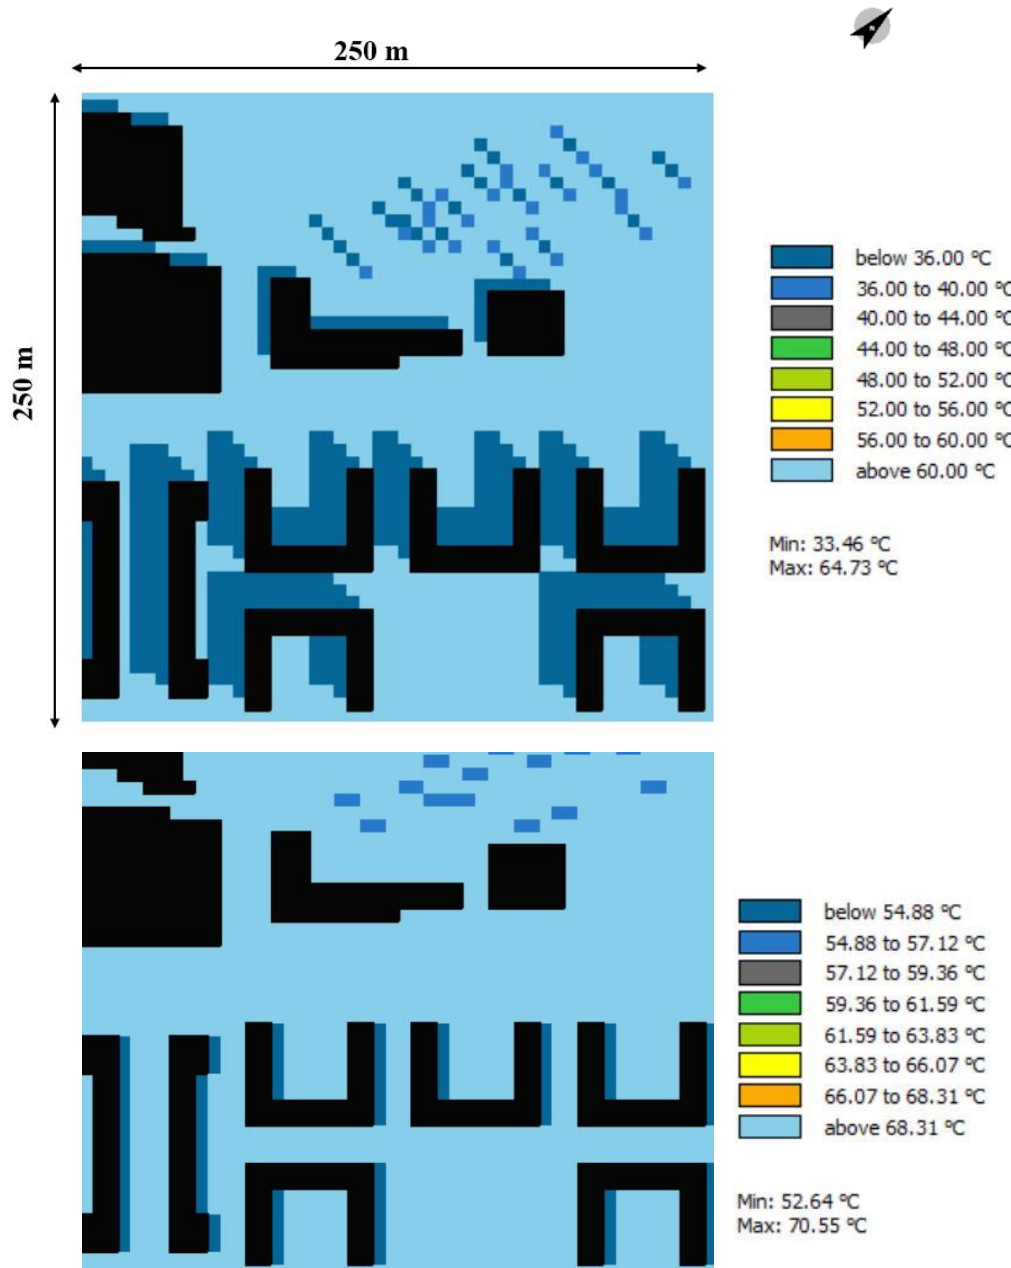 N
250 m
250 m
below 36.00 °C
36.00 to 40.00 °C
40.00 to 44.00 °C
44.00 to 48.00 °C
48.00 to 52.00 °C
52.00 to 56.00 °C
56.00 to 60.00 °C
above 60.00 °C
Min: 33.46 °C
Max: 64.73 °C
below 54.88 °C
54.88 to 57.12 °C
57.12 to 59.36 °C
59.36 to 61.59 °C
61.59 to 63.83 °C
63.83 to 66.07 °C
66.07 to 68.31 °C
above 68.31 °C
Min: 52.64 °C
Max: 70.55 °C